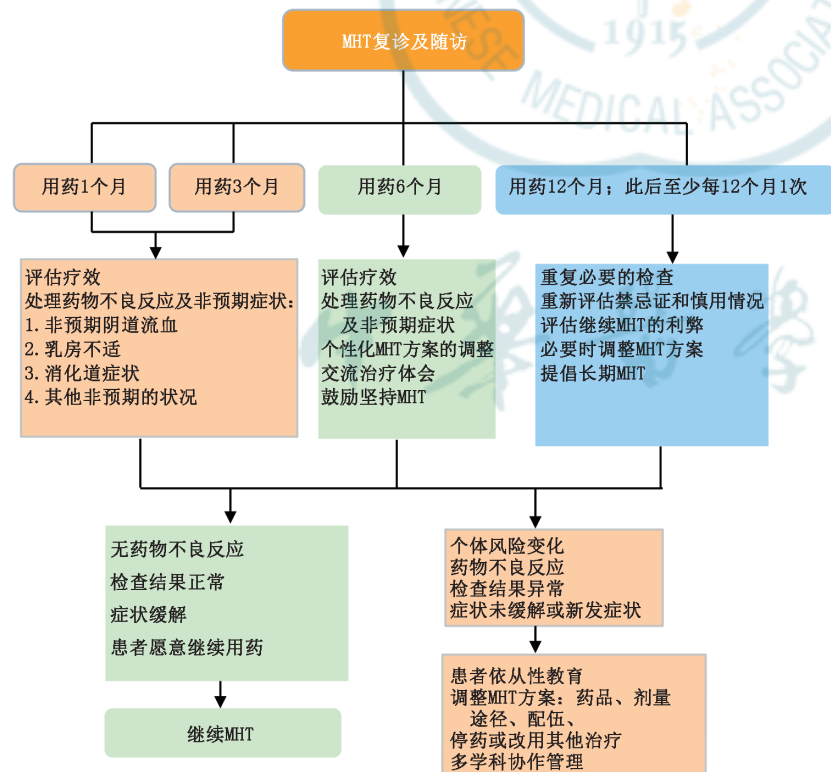 MHT复诊及随访
用药1个月
用药3个月
用药6个月
用药12个月；此后至少每12个月1次
评估疗效
处理药物不良反应及非预期症状：
1. 非预期阴道流血
2. 乳房不适
3. 消化道症状
4. 其他非预期的状况
评估疗效
处理药物不良反应
及非预期症状
个性化MHT方案的调整
交流治疗体会
鼓励坚持MHT
重复必要的检查
重新评估禁忌证和慎用情况
评估继续MHT的利弊
必要时调整MHT方案
提倡长期MHT
无药物不良反应
检查结果正常
症状缓解
患者愿意继续用药
继续MHT
个体风险变化
药物不良反应
检查结果异常
症状未缓解或新发症状
患者依从性教育
调整MHT方案：药品、剂量
途径、配伍、
停药或改用其他治疗
多学科协作管理
1915
MEDICAL